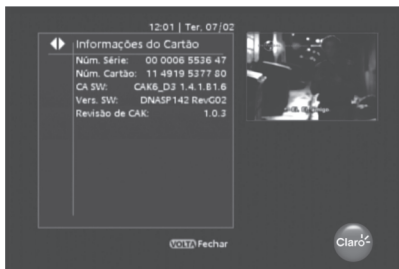 12:01 | Ter, 07/02
Informações do Cartão
Núm. Série: 00 0006 5536 47
Núm. Cartão: 11 4919 5377 80
CA SW: CAK6_D3 1.4.1.B1.6
Vers. SW: DNASP142 RevG02
Revisão de CAK: 1.0.3
VOLTA Fechar
Claro